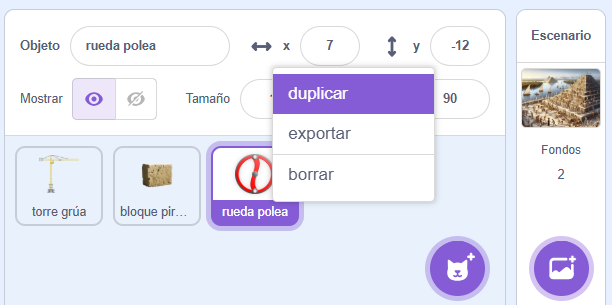 Objeto rueda polea x 7 y -12
Mostrar Tamaño 90
duplicar
exportar
borrar
torre grúa bloque pir... rueda polea
Escenario
Fondos
2